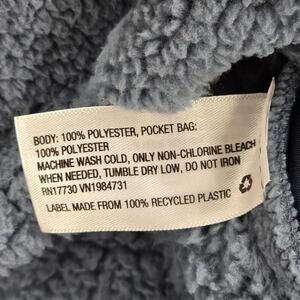 BODY: 100% POLYESTER, POCKET BAG:
100% POLYESTER
MACHINE WASH COLD, ONLY NON-CHLORINE BLEACH
WHEN NEEDED, TUMBLE DRY LOW, DO NOT IRON
RN17730 VN1984731
LABEL MADE FROM 100% RECYCLED PLASTIC